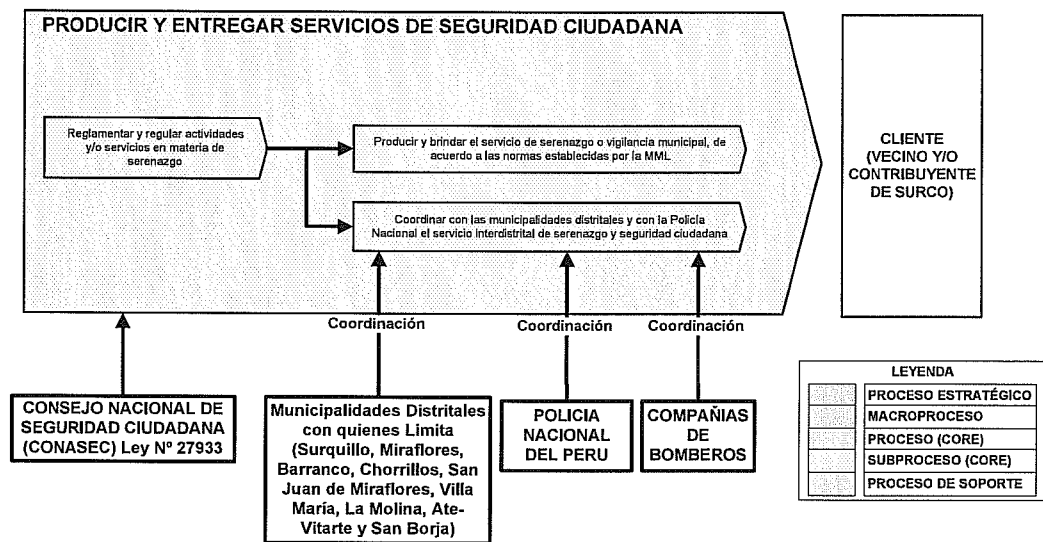 PRODUCIR Y ENTREGAR SERVICIOS DE SEGURIDAD CIUDADANA
Reglamentar y regular actividades
y/o servicios en materia de
serenazgo
Producir y brindar el servicio de serenazgo o vigilancia municipal, de
acuerdo a las normas establecidas por la MML
Coordinar con las municipalidades distritales y con la Policía
Nacional el servicio interdistrital de serenazgo y seguridad ciudadana
CLIENTE
(VECINO Y/O
CONTRIBUYENTE
DE SURCO)
Coordinación
Coordinación
Coordinación
CONSEJO NACIONAL DE
SEGURIDAD CIUDADANA
(CONASEC) Ley Nº 27933
Municipalidades Distritales
con quienes Limita
(Surquillo, Miraflores,
Barranco, Chorrillos, San
Juan de Miraflores, Villa
María, La Molina, Ate-
Vitarte y San Borja)
POLICIA
NACIONAL
DEL PERU
COMPAÑIAS
DE
BOMBEROS
LEYENDA
PROCESO ESTRATÉGICO
MACROPROCESO
PROCESO (CORE)
SUBPROCESO (CORE)
PROCESO DE SOPORTE